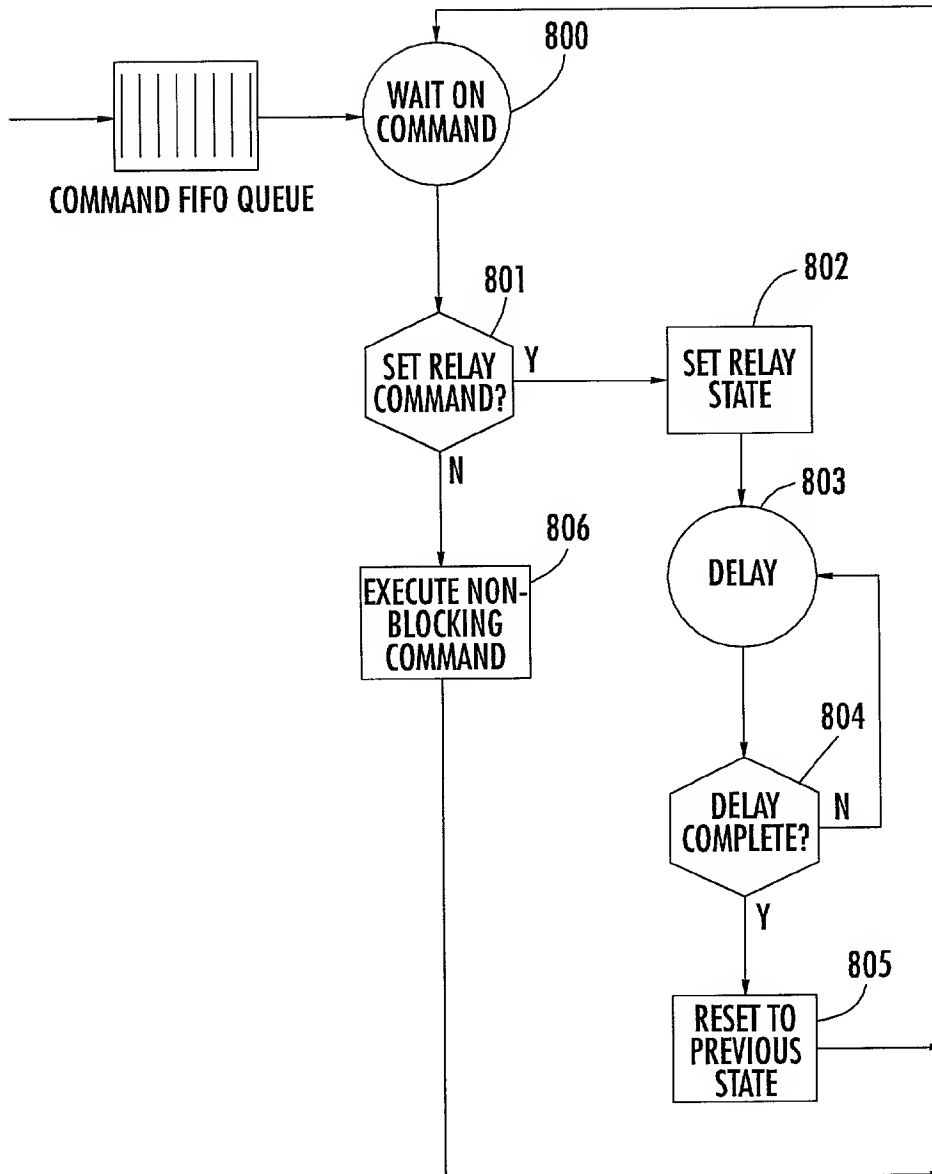 800
WAIT ON
COMMAND
COMMAND FIFO QUEUE
801
SET RELAY
COMMAND?
Y
N
802
SET RELAY
STATE
803
DELAY
806
EXECUTE NON-
BLOCKING
COMMAND
804
DELAY
COMPLETE?
N
Y
805
RESET TO
PREVIOUS
STATE